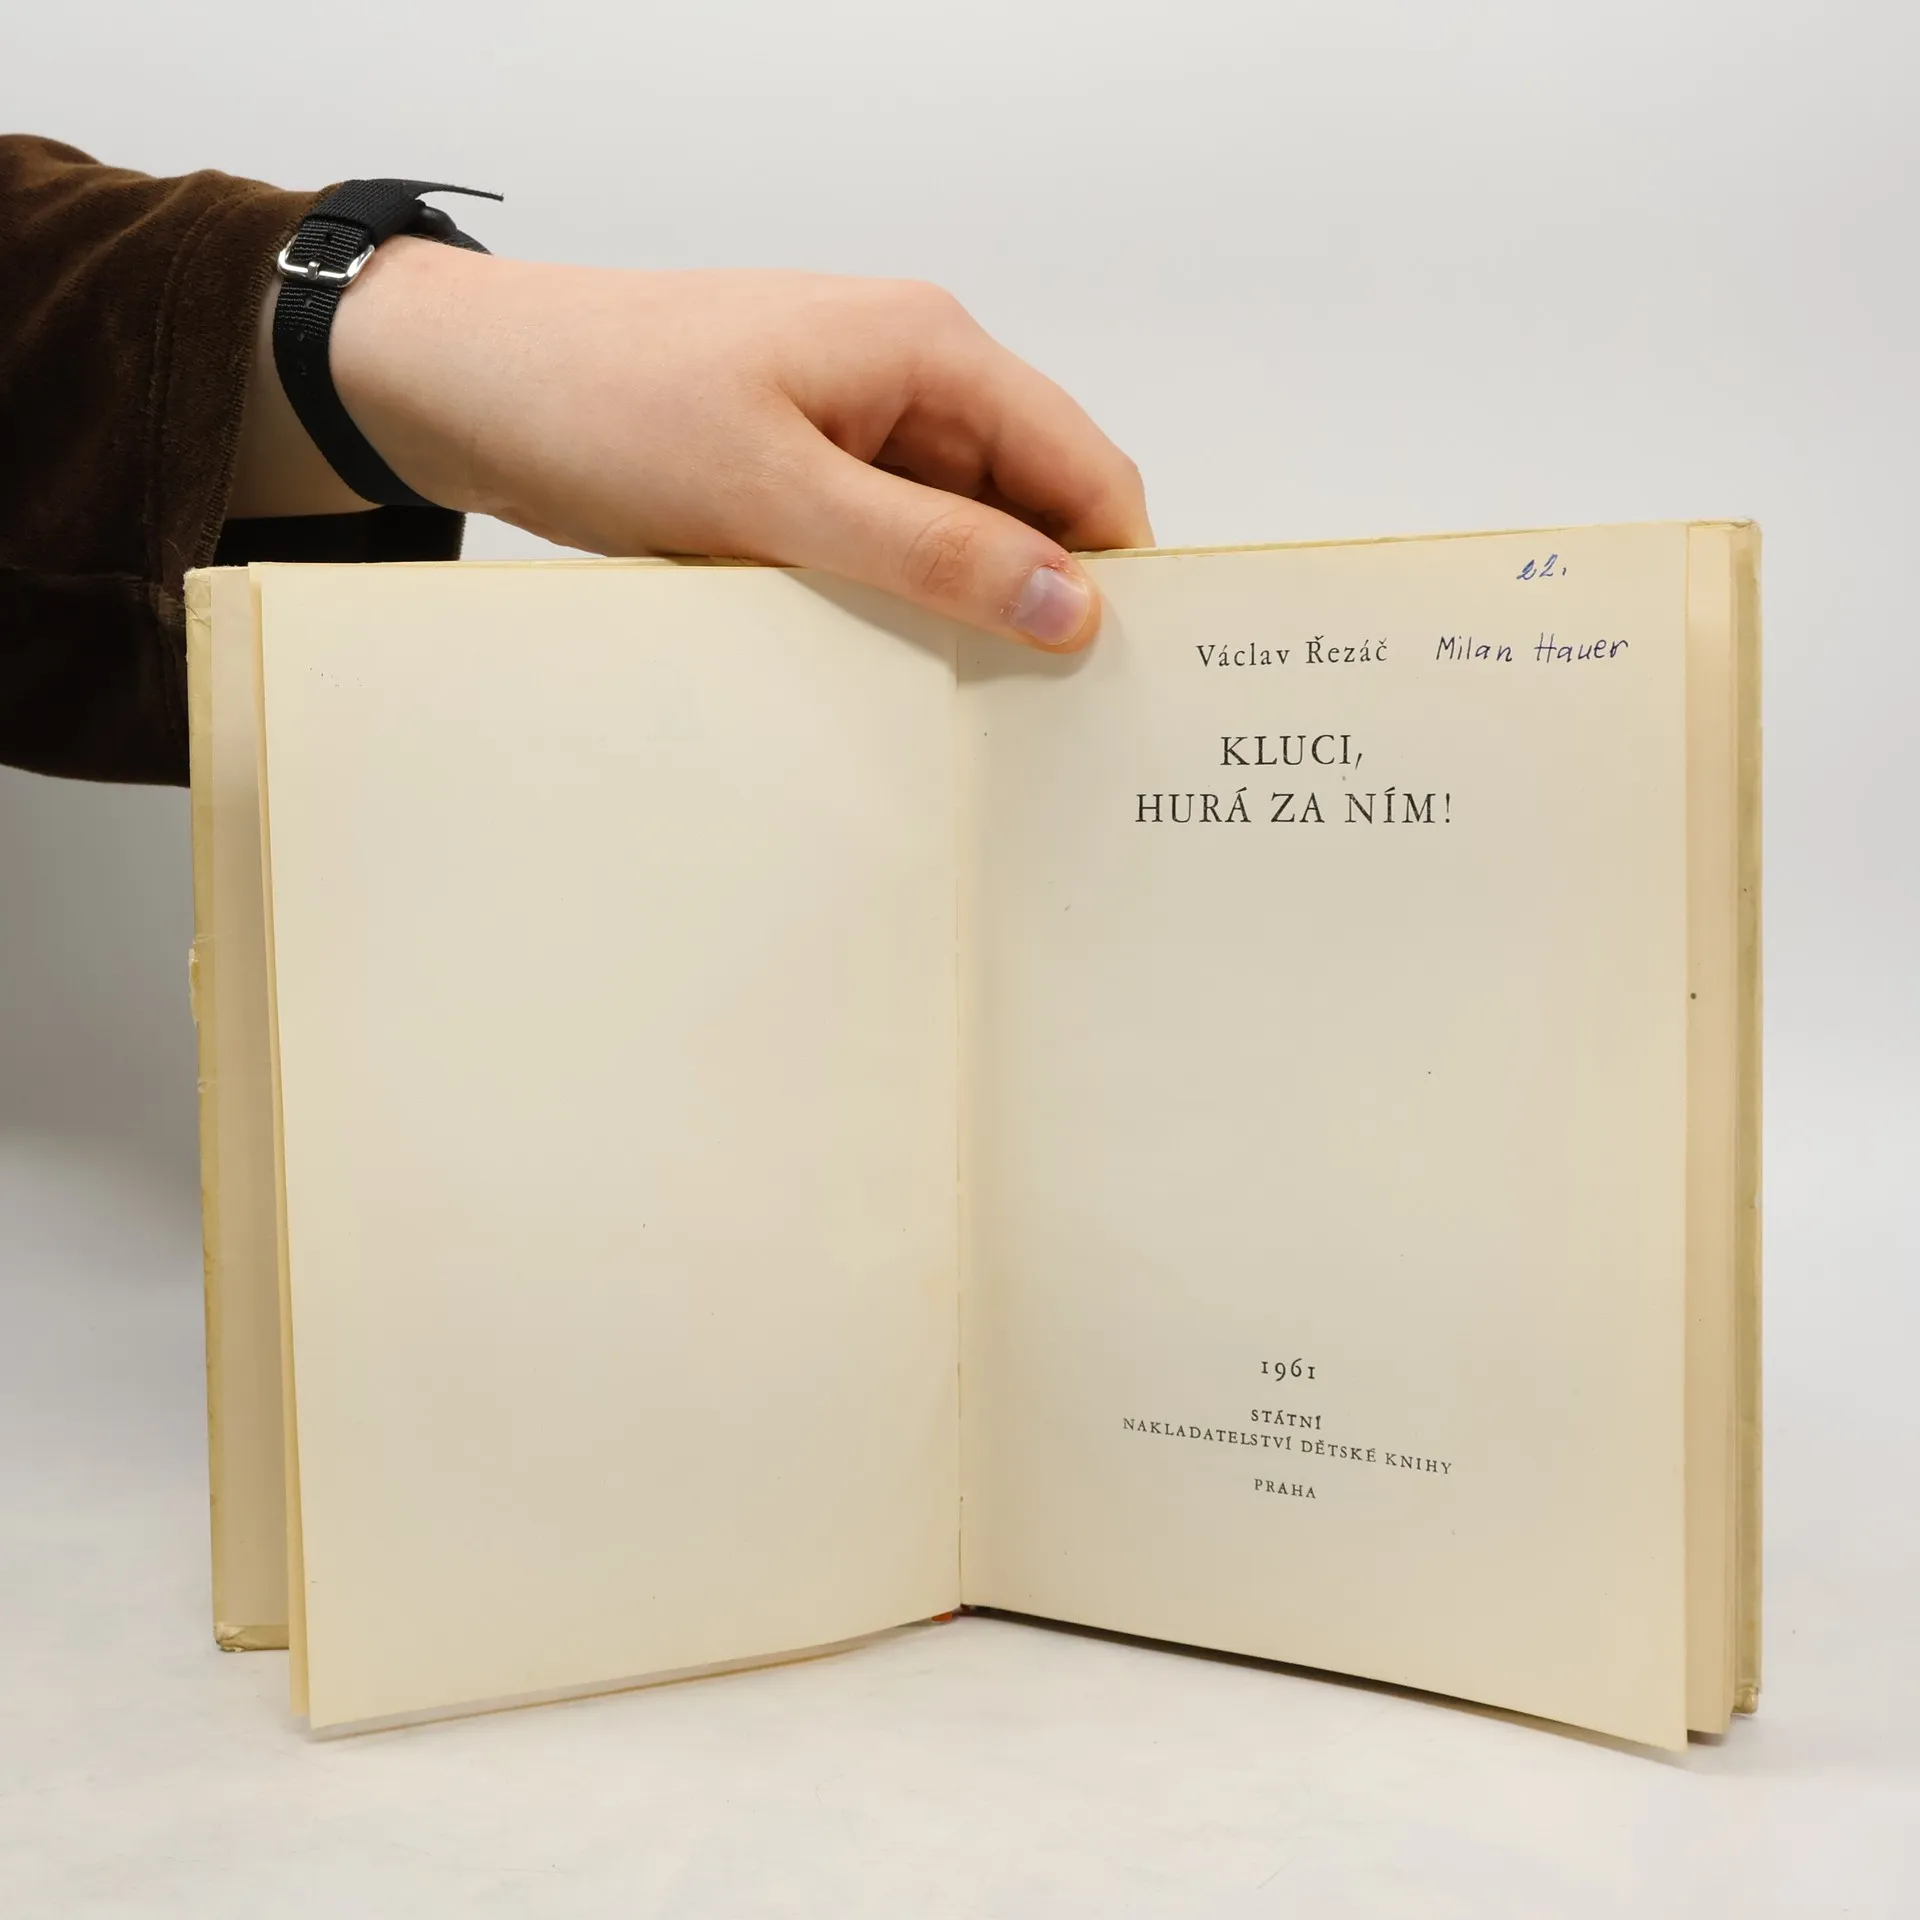 22.
Václav Řezáč Milan Hauer
KLUCI,
HURÁ ZA NÍM!
1961
STÁTNÍ
NAKLADATELSTVÍ DĚTSKÉ KNIHY
PRAHA